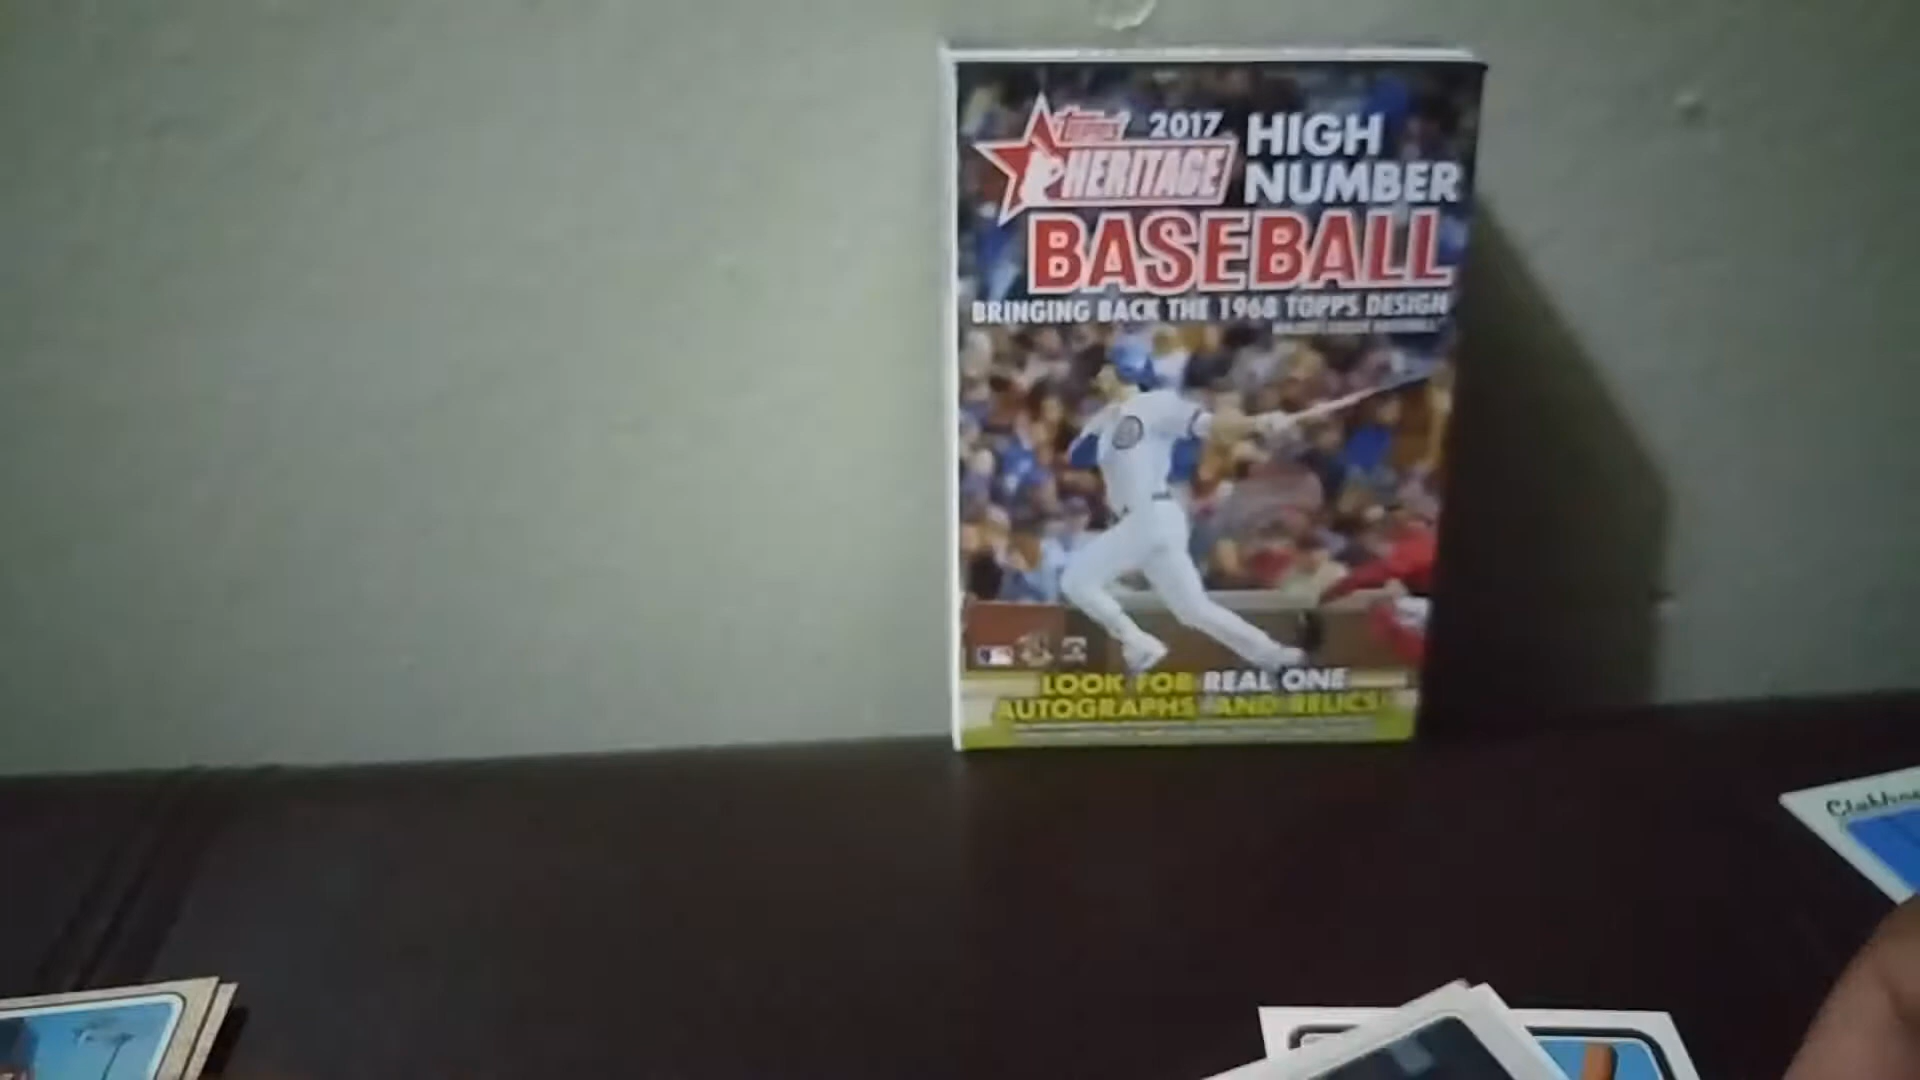 Topps 2017 HIGH
HERITAGE NUMBER
BASEBALL
BRINGING BACK THE 1968 TOPPS DESIGN
LOOK FOR REAL ONE
AUTOGRAPHS AND RELICS!